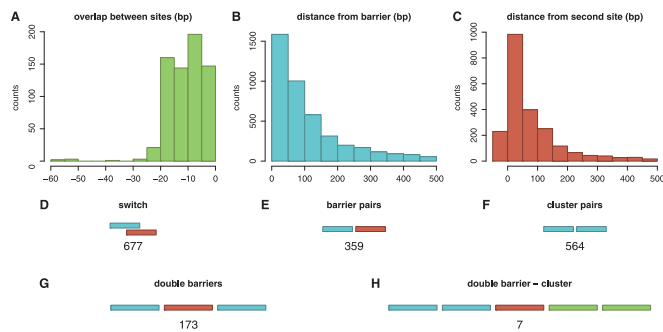 A overlap between sites (bp)
counts
0 50 100 150 200
−60 −50 −40 −30 −20 −10 0
B distance from barrier (bp)
counts
0 500 1000 1500
0 100 200 300 400 500
C distance from second site (bp)
counts
0 200 400 600 800 1000
0 100 200 300 400 500
D switch
677
E barrier pairs
359
F cluster pairs
564
G double barriers
173
H double barrier − cluster
7